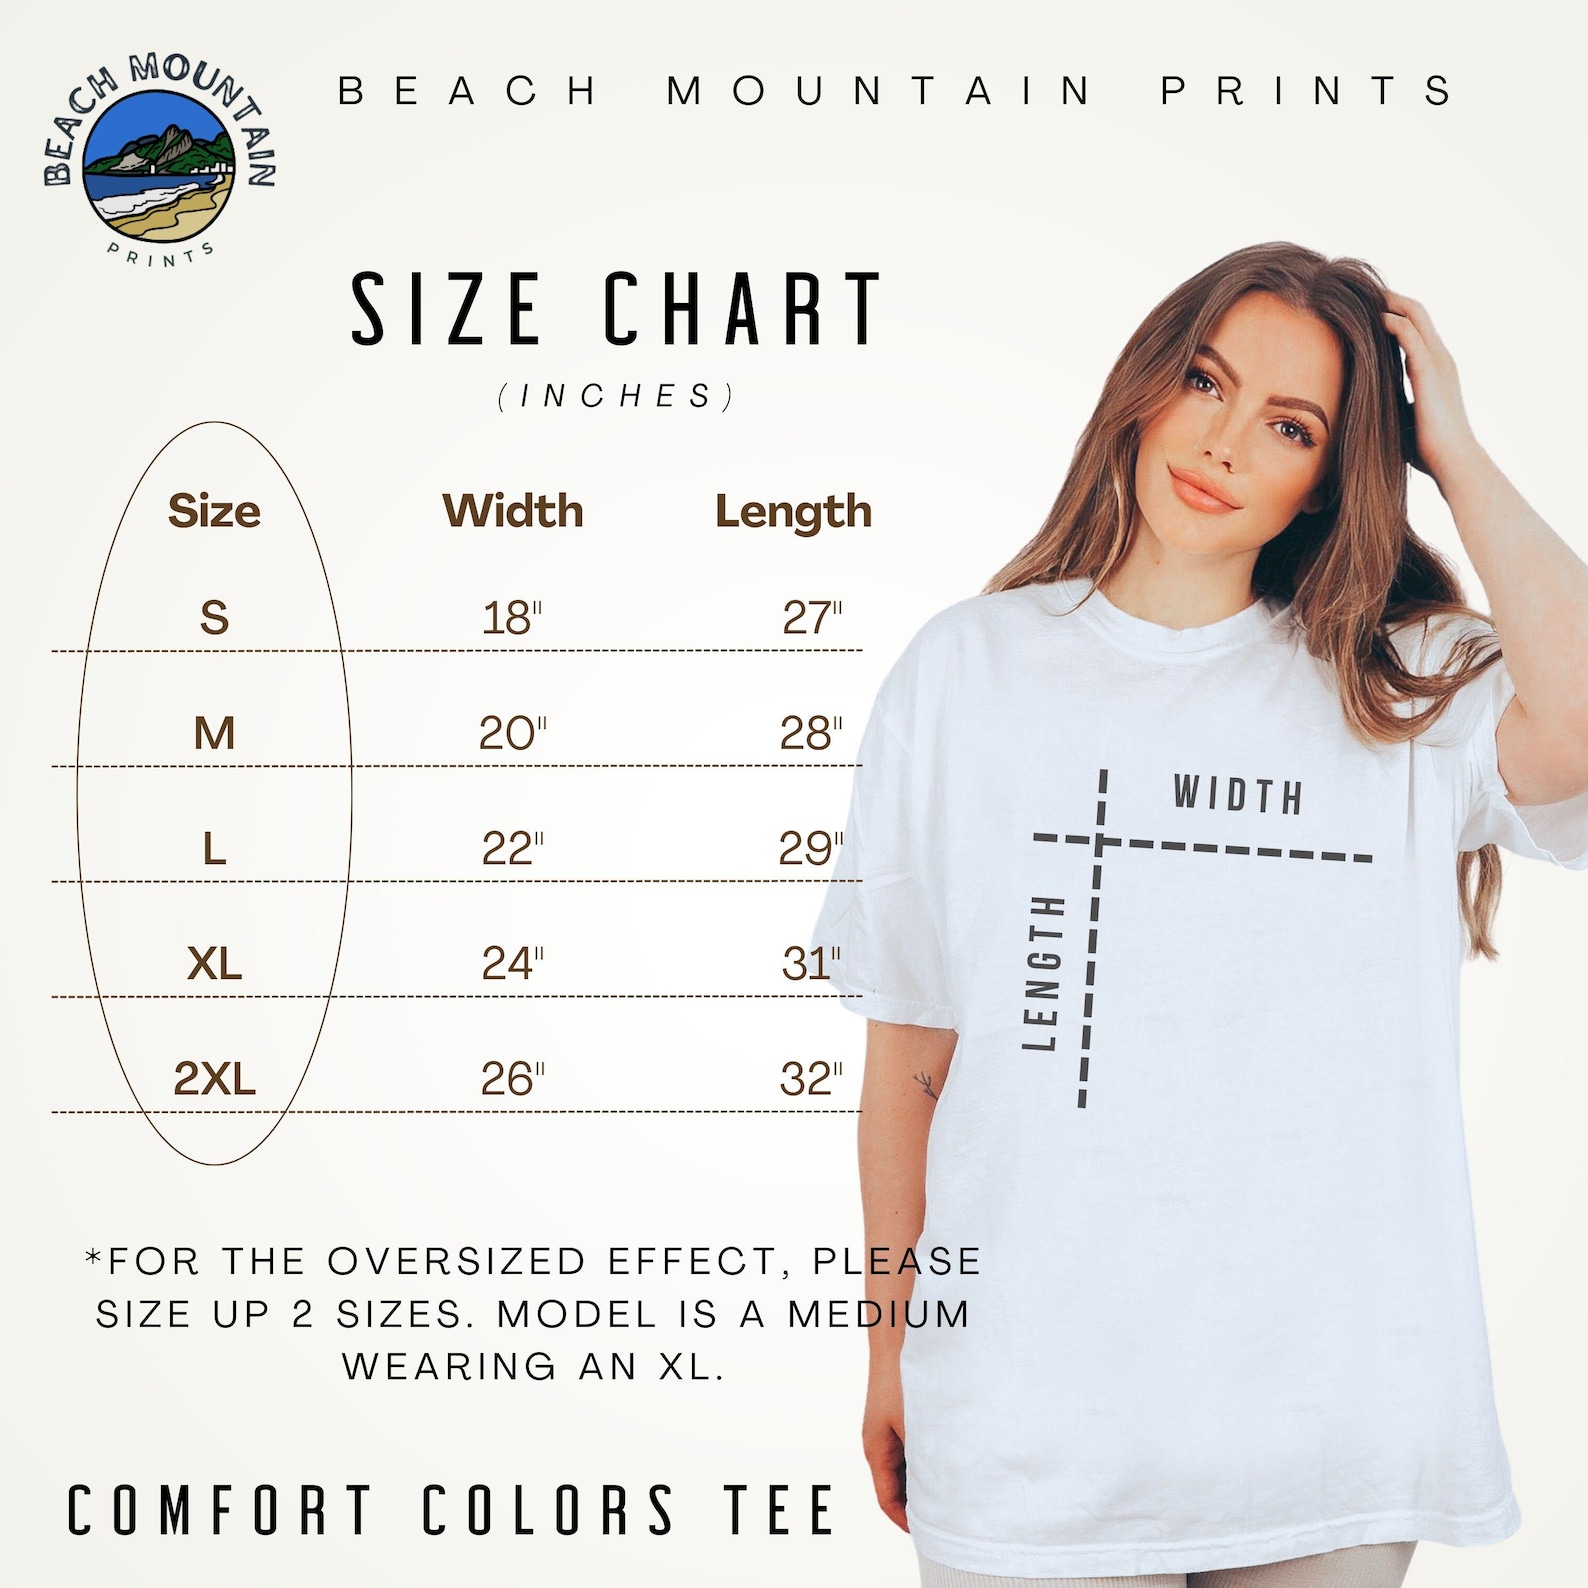 BEACH MOUNTAIN
PRINTS
BEACH MOUNTAIN PRINTS
SIZE CHART
(INCHES)
Size Width Length
S 18" 27"
M 20" 28"
L 22" 29"
XL 24" 31"
2XL 26" 32"
WIDTH
LENGTH
*FOR THE OVERSIZED EFFECT, PLEASE
SIZE UP 2 SIZES. MODEL IS A MEDIUM
WEARING AN XL.
COMFORT COLORS TEE